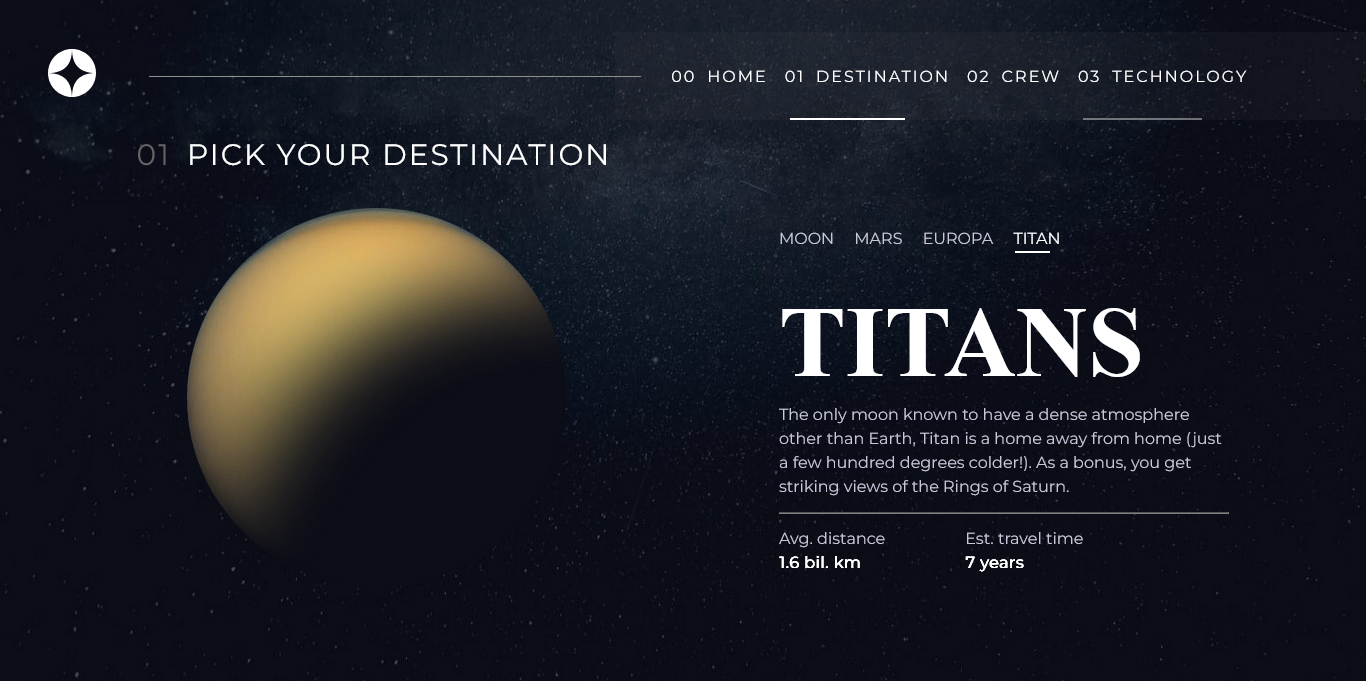 00 HOME 01 DESTINATION 02 CREW 03 TECHNOLOGY
01 PICK YOUR DESTINATION
MOON MARS EUROPA TITAN
TITANS
The only moon known to have a dense atmosphere
other than Earth, Titan is a home away from home (just
a few hundred degrees colder!). As a bonus, you get
striking views of the Rings of Saturn.
Avg. distance Est. travel time
1.6 bil. km 7 years